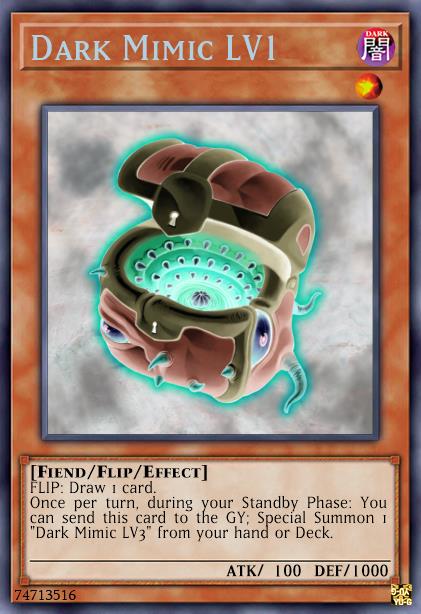 Dark Mimic LV1
DARK
闇
[Fiend/Flip/Effect]
FLIP: Draw 1 card.
Once per turn, during your Standby Phase: You
can send this card to the GY; Special Summon 1
"Dark Mimic LV3" from your hand or Deck.
ATK/ 100 DEF/1000
74713516